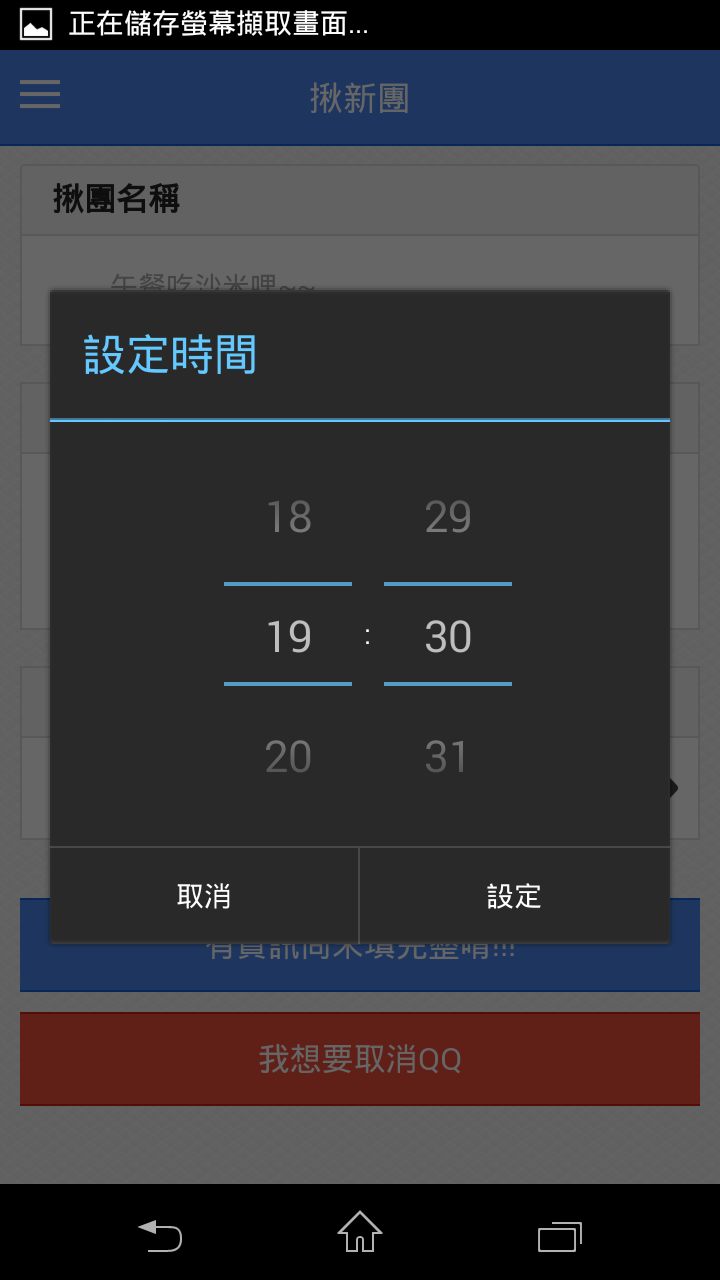 正在儲存螢幕擷取畫面...
揪新團
揪團名稱
午餐吃沙米哩~~
設定時間
18 29
19 : 30
20 31
取消 設定
有資訊尚未填完整唷!!!
我想要取消QQ